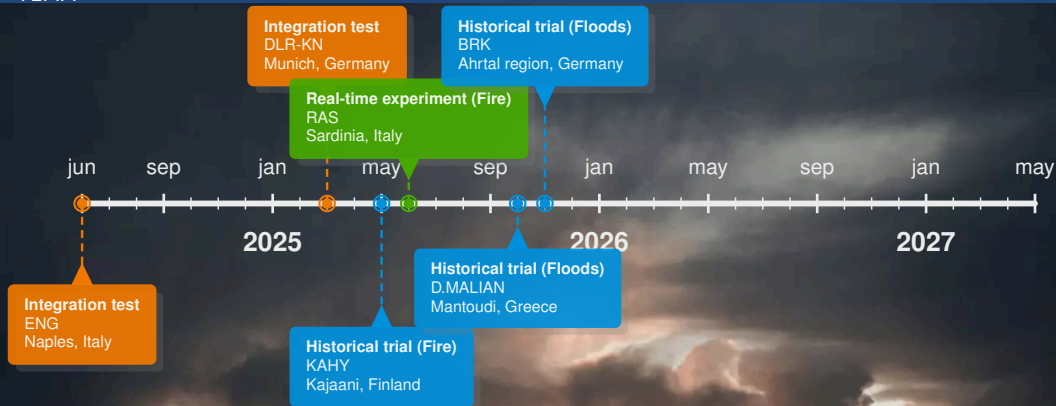 Integration test
DLR-KN
Munich, Germany
Historical trial (Floods)
BRK
Ahrtal region, Germany
Real-time experiment (Fire)
RAS
Sardinia, Italy
jun sep jan may sep jan may sep jan may
2025 2026 2027
Integration test
ENG
Naples, Italy
Historical trial (Floods)
D.MALIAN
Mantoudi, Greece
Historical trial (Fire)
KAHY
Kajaani, Finland